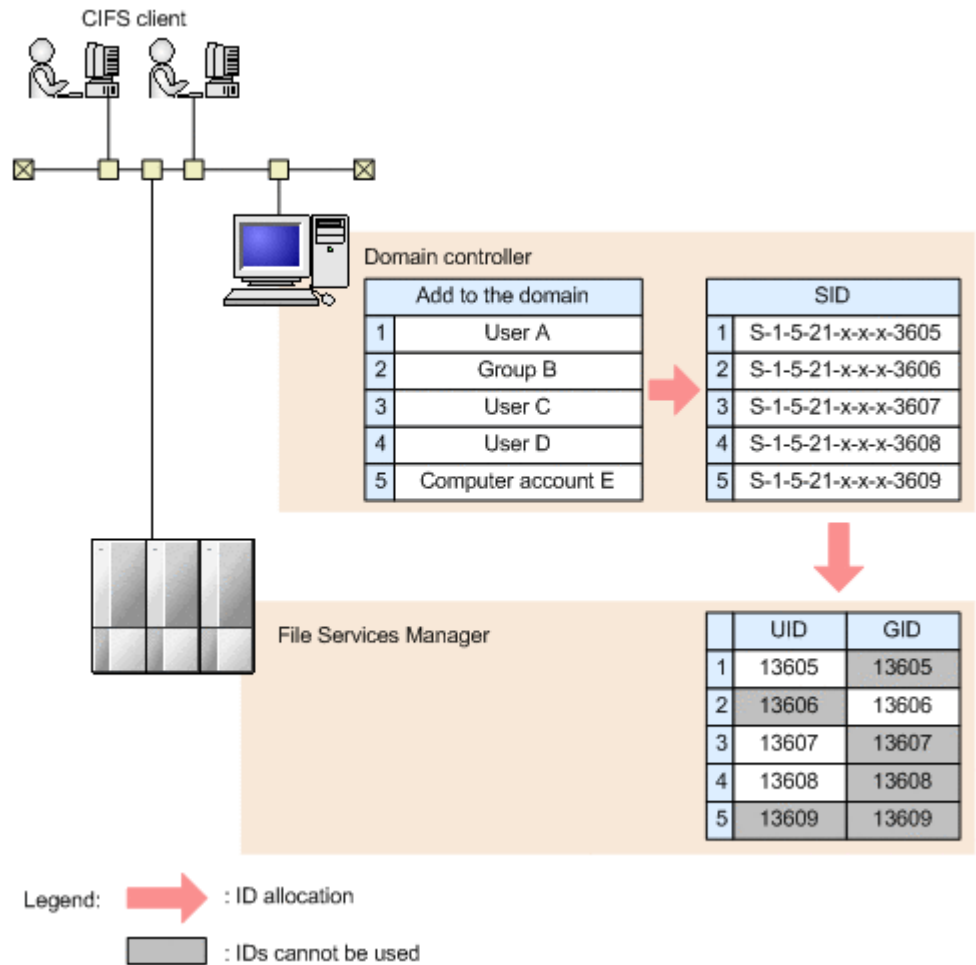 CIFS client
Domain controller
Add to the domain
1 User A
2 Group B
3 User C
4 User D
5 Computer account E
SID
1 S-1-5-21-x-x-x-3605
2 S-1-5-21-x-x-x-3606
3 S-1-5-21-x-x-x-3607
4 S-1-5-21-x-x-x-3608
5 S-1-5-21-x-x-x-3609
File Services Manager
UID GID
1 13605 13605
2 13606 13606
3 13607 13607
4 13608 13608
5 13609 13609
Legend:
: ID allocation
: IDs cannot be used